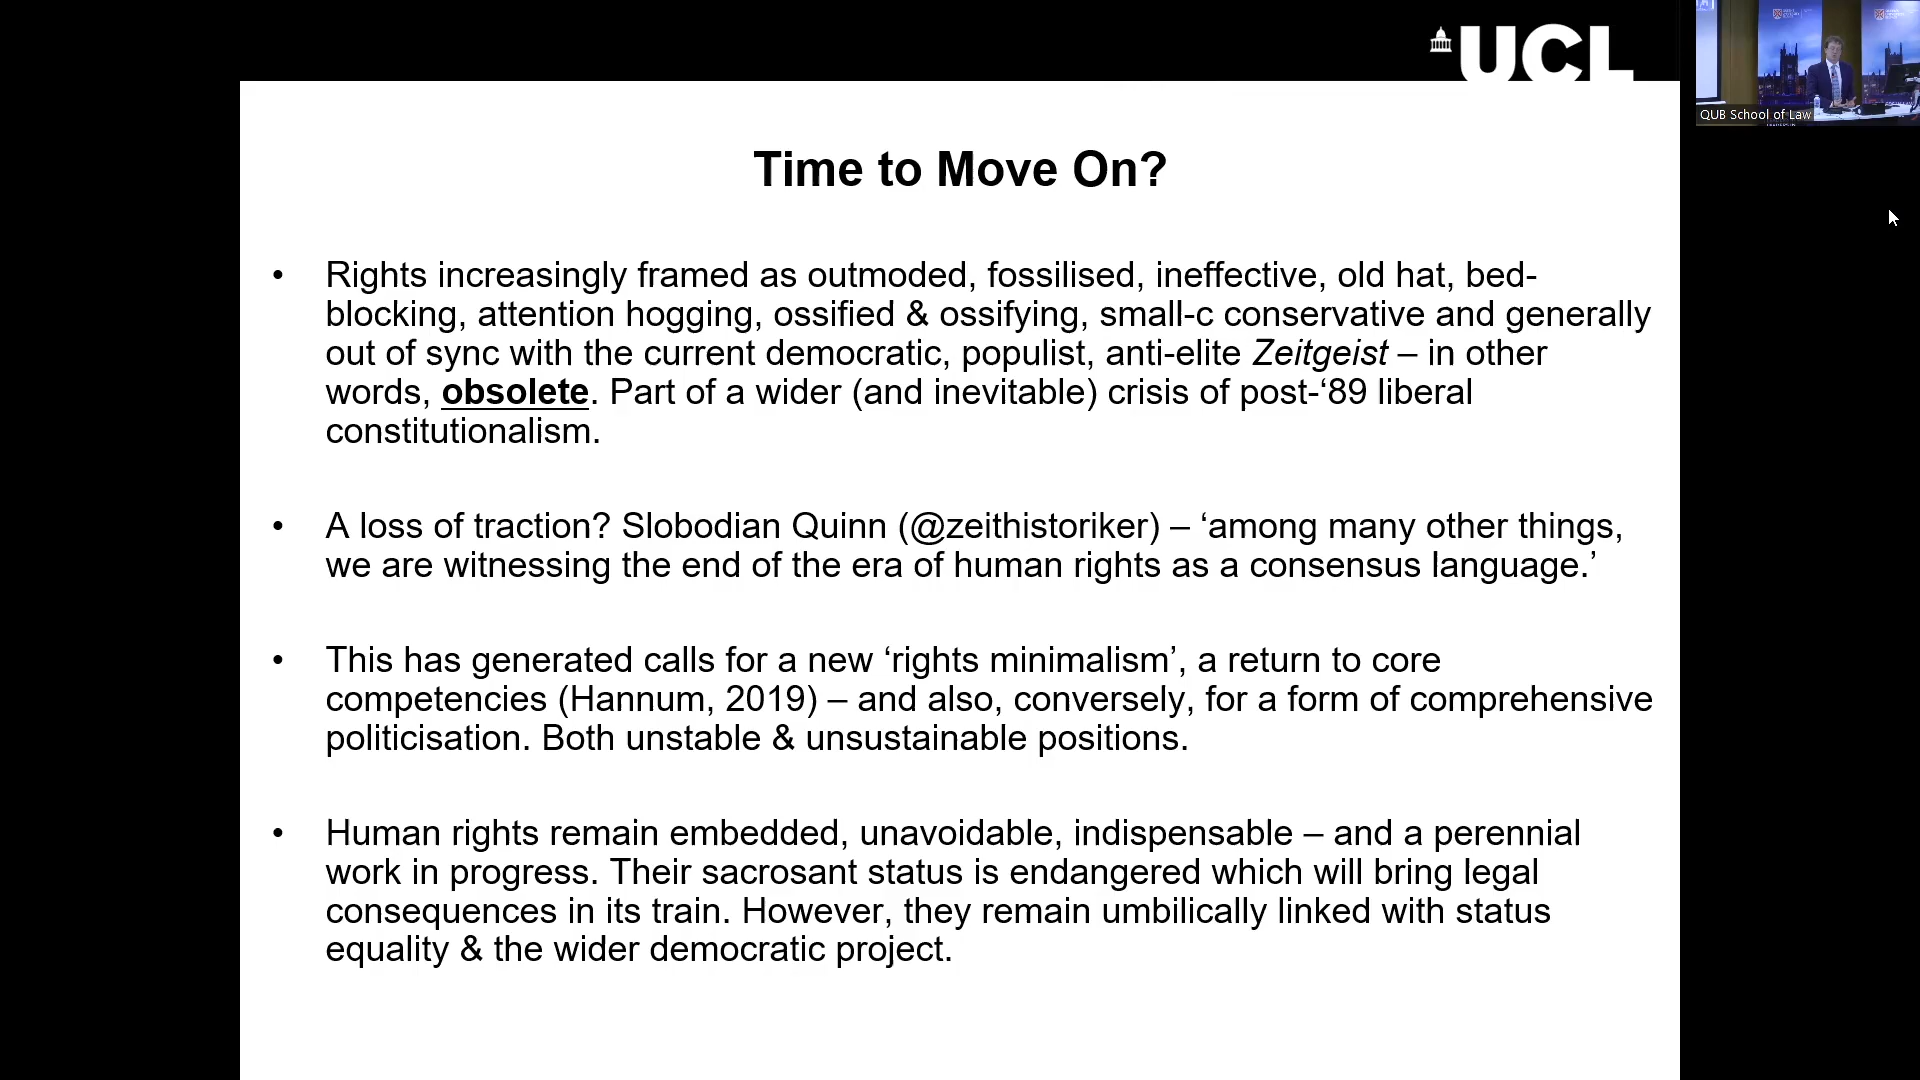 UCL
QUB School of Law
Time to Move On?
• Rights increasingly framed as outmoded, fossilised, ineffective, old hat, bed-
blocking, attention hogging, ossified & ossifying, small-c conservative and generally
out of sync with the current democratic, populist, anti-elite Zeitgeist – in other
words, obsolete. Part of a wider (and inevitable) crisis of post-‘89 liberal
constitutionalism.
• A loss of traction? Slobodian Quinn (@zeithistoriker) – ‘among many other things,
we are witnessing the end of the era of human rights as a consensus language.’
• This has generated calls for a new ‘rights minimalism’, a return to core
competencies (Hannum, 2019) – and also, conversely, for a form of comprehensive
politicisation. Both unstable & unsustainable positions.
• Human rights remain embedded, unavoidable, indispensable – and a perennial
work in progress. Their sacrosant status is endangered which will bring legal
consequences in its train. However, they remain umbilically linked with status
equality & the wider democratic project.